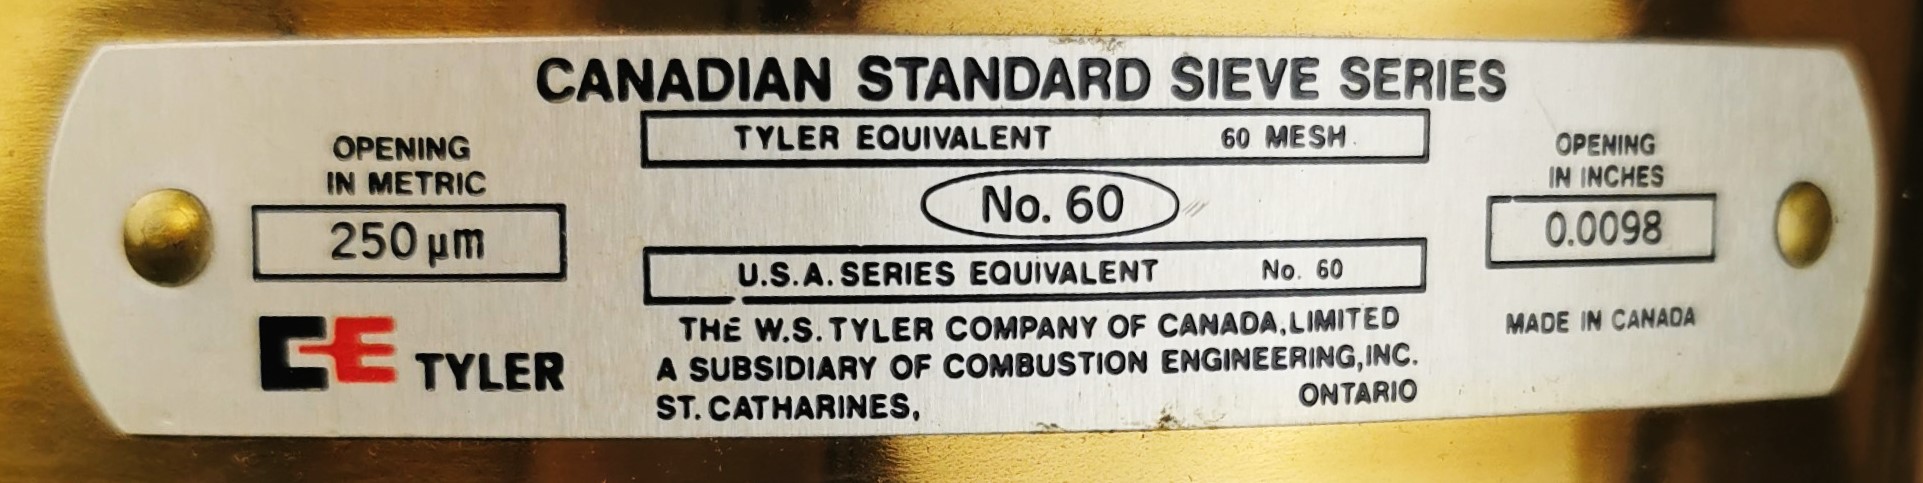 CANADIAN STANDARD SIEVE SERIES
TYLER EQUIVALENT 60 MESH
OPENING
IN METRIC
250 µm
No. 60
OPENING
IN INCHES
0.0098
U.S.A. SERIES EQUIVALENT No. 60
CE TYLER
THE W.S. TYLER COMPANY OF CANADA, LIMITED
A SUBSIDIARY OF COMBUSTION ENGINEERING, INC.
ST. CATHARINES, ONTARIO
MADE IN CANADA